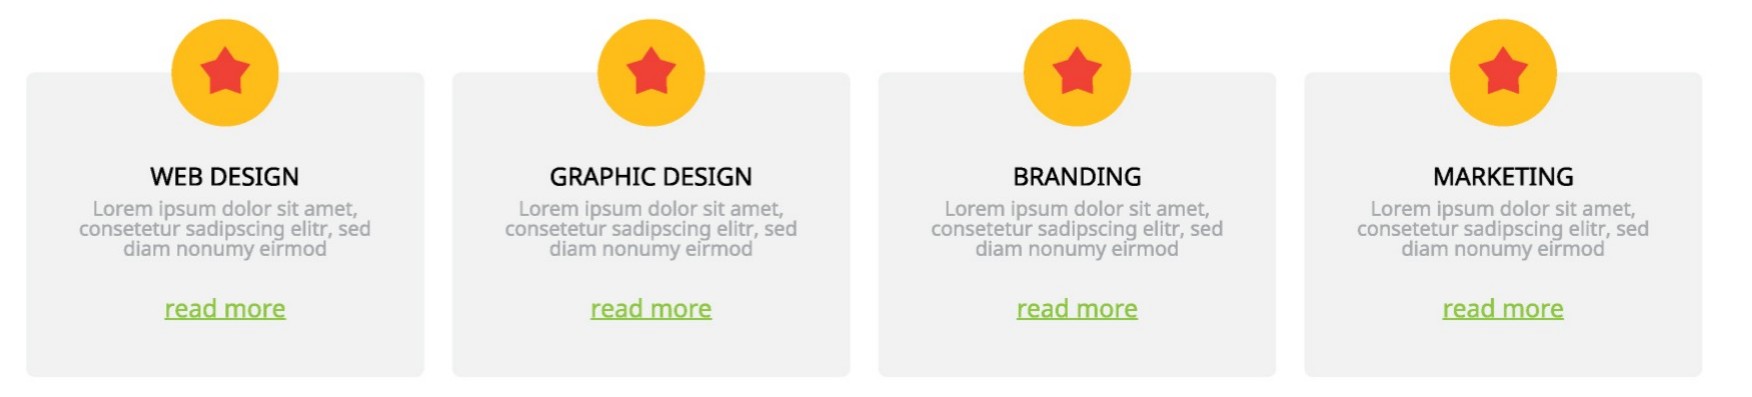 WEB DESIGN
Lorem ipsum dolor sit amet,
consetetur sadipscing elitr, sed
diam nonumy eirmod
read more
GRAPHIC DESIGN
Lorem ipsum dolor sit amet,
consetetur sadipscing elitr, sed
diam nonumy eirmod
read more
BRANDING
Lorem ipsum dolor sit amet,
consetetur sadipscing elitr, sed
diam nonumy eirmod
read more
MARKETING
Lorem ipsum dolor sit amet,
consetetur sadipscing elitr, sed
diam nonumy eirmod
read more